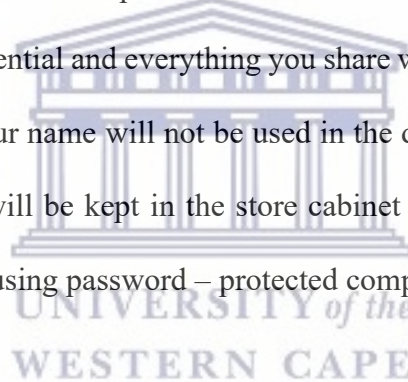 ential and everything you share w
ur name will not be used in the d
will be kept in the store cabinet
using password – protected comp
UNIVERSITY of the
WESTERN CAPE